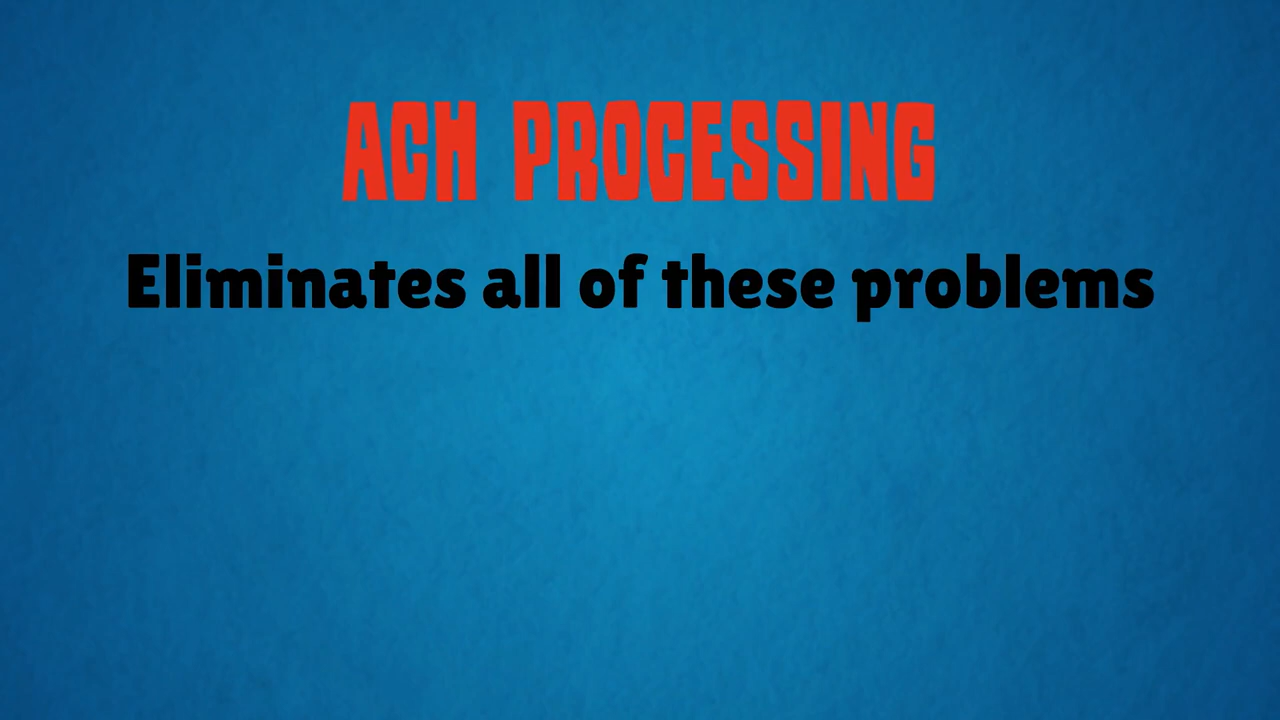 ACH PROCESSING
Eliminates all of these problems